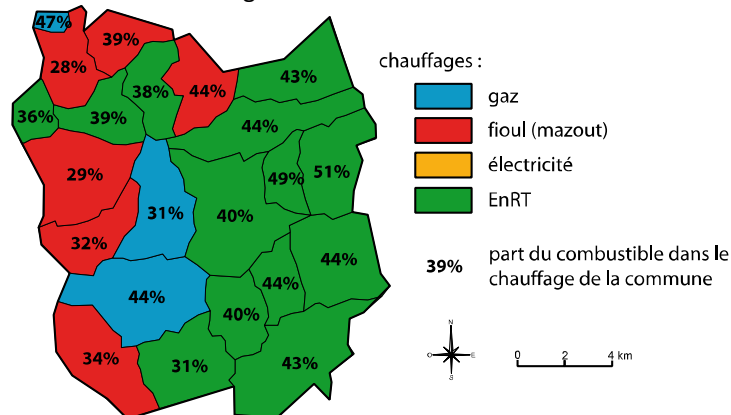 47%
39%
28%
38%
44%
43%
36%
39%
44%
29%
49%
51%
31%
40%
32%
44%
44%
44%
40%
34%
31%
43%
chauffages :
gaz
fioul (mazout)
électricité
EnRT
39%
part du combustible dans le
chauffage de la commune
N
O
E
S
0
2
4 km